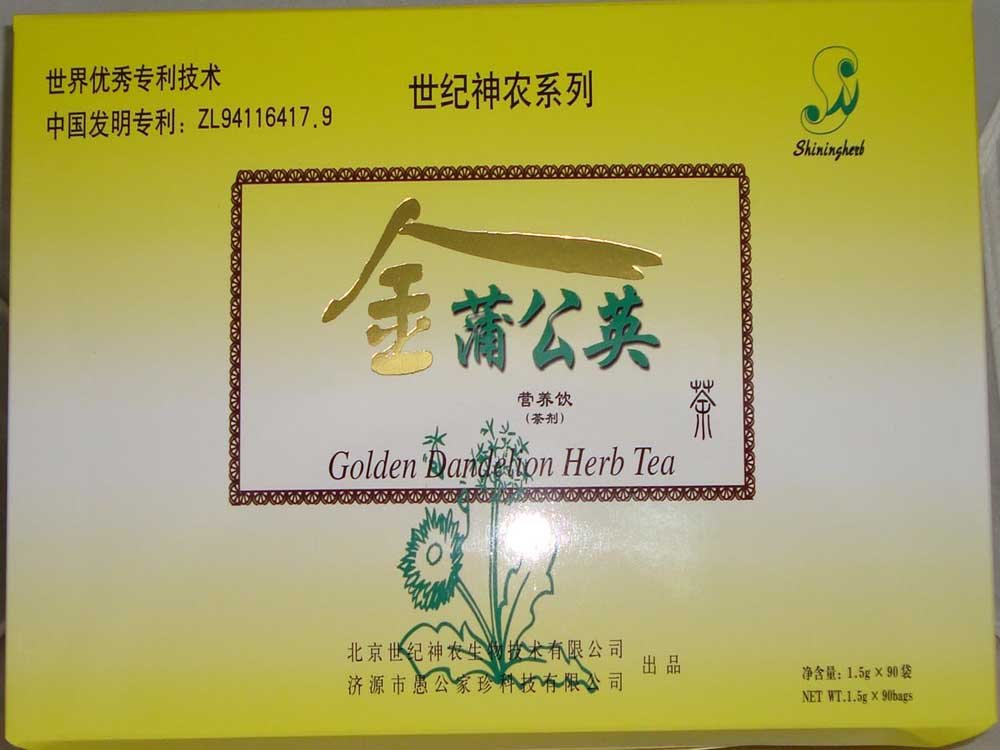 世界优秀专利技术
中国发明专利：ZL94116417.9
世纪神农系列
Shiningherb
金蒲公英
营养饮
（茶剂）
茶
Golden Dandelion Herb Tea
北京世纪神农生物技术有限公司
济源市愚公家珍科技有限公司
出品
净含量：1.5g×90袋
NET WT.1.5g×90bags